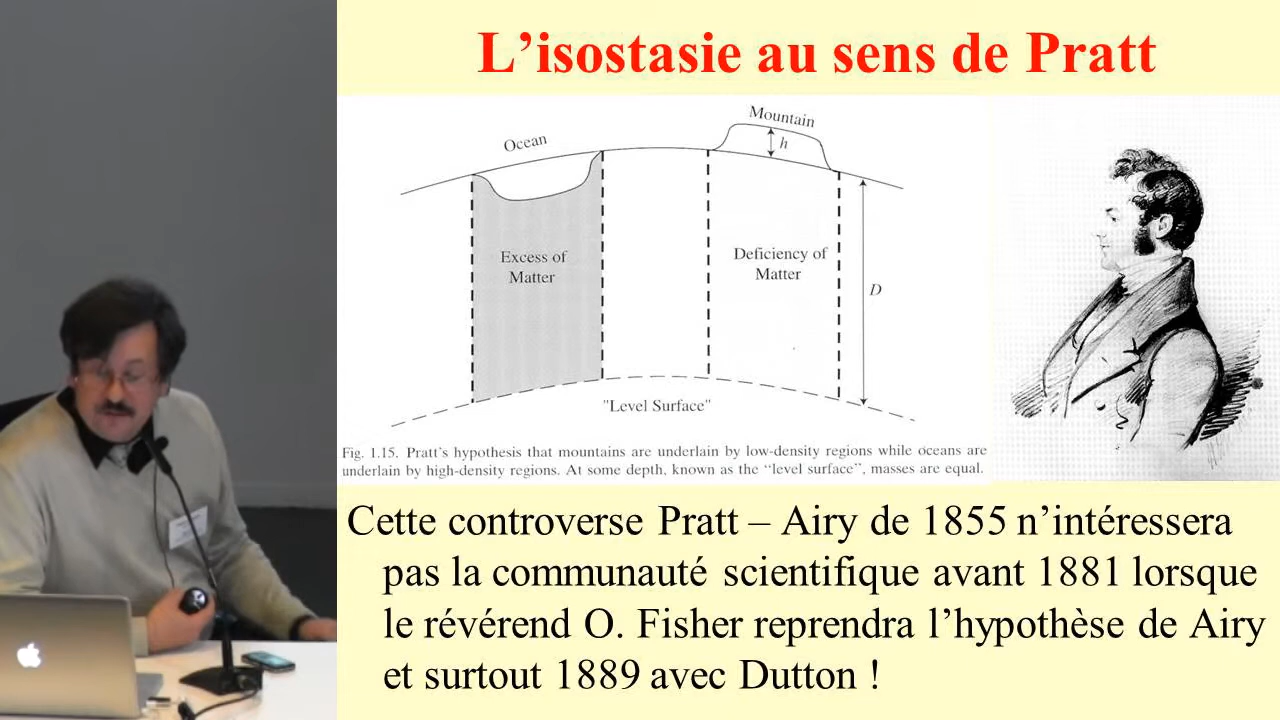 L'isostasie au sens de Pratt
Ocean
Mountain
h
Excess of
Matter
Deficiency of
Matter
D
"Level Surface"
Fig. 1.15. Pratt's hypothesis that mountains are underlain by low-density regions while oceans are
underlain by high-density regions. At some depth, known as the "level surface", masses are equal.
Cette controverse Pratt – Airy de 1855 n'intéressera
pas la communauté scientifique avant 1881 lorsque
le révérend O. Fisher reprendra l'hypothèse de Airy
et surtout 1889 avec Dutton !